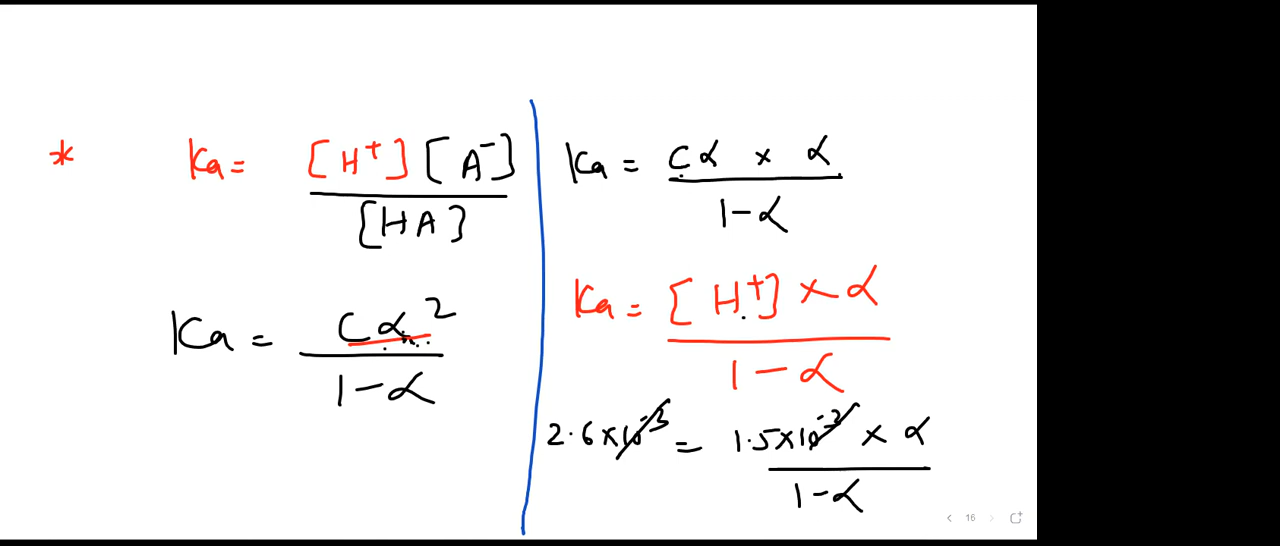 * Ka = [H⁺] [A⁻] / [HA]
Ka = Cα² / 1-α
Ka = Cα × α / 1-α
Ka = [H⁺] × α / 1-α
2.6×10⁻³ = 1.5×10⁻³ × α / 1-α
< 16 >